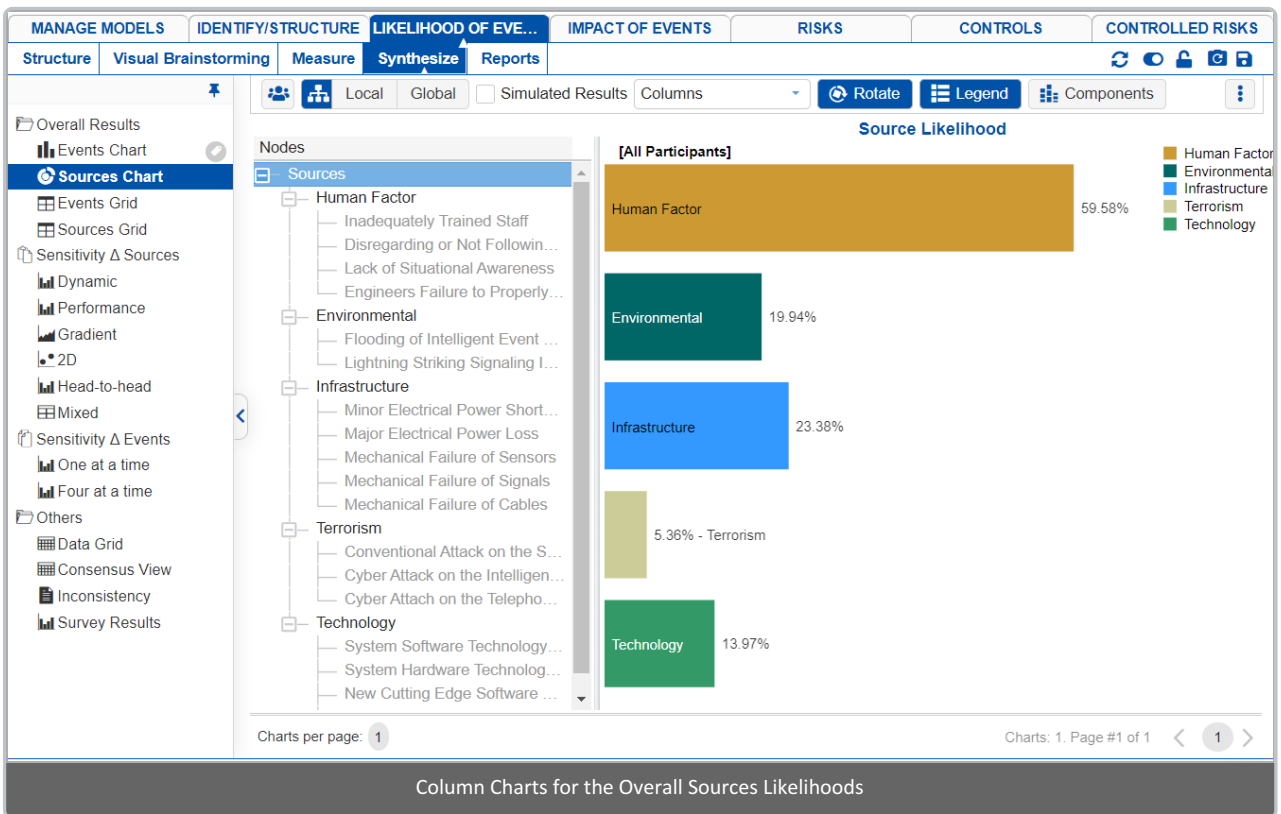 MANAGE MODELS IDENTIFY/STRUCTURE LIKELIHOOD OF EVE... IMPACT OF EVENTS RISKS CONTROLS CONTROLLED RISKS
Structure Visual Brainstorming Measure Synthesize Reports
Local Global Simulated Results Columns Rotate Legend Components
Overall Results
Events Chart
Sources Chart
Events Grid
Sources Grid
Sensitivity Δ Sources
Dynamic
Performance
Gradient
2D
Head-to-head
Mixed
Sensitivity Δ Events
One at a time
Four at a time
Others
Data Grid
Consensus View
Inconsistency
Survey Results
Nodes
Sources
Human Factor
Inadequately Trained Staff
Disregarding or Not Followin...
Lack of Situational Awareness
Engineers Failure to Properly...
Environmental
Flooding of Intelligent Event ...
Lightning Striking Signaling I...
Infrastructure
Minor Electrical Power Short...
Major Electrical Power Loss
Mechanical Failure of Sensors
Mechanical Failure of Signals
Mechanical Failure of Cables
Terrorism
Conventional Attack on the S...
Cyber Attack on the Intelligen...
Cyber Attach on the Telepho...
Technology
System Software Technology...
System Hardware Technolog...
New Cutting Edge Software ...
Source Likelihood
[All Participants]
Human Factor 59.58%
Environmental 19.94%
Infrastructure 23.38%
5.36% - Terrorism
Technology 13.97%
Human Factor
Environmental
Infrastructure
Terrorism
Technology
Charts per page: 1
Charts: 1. Page #1 of 1 1
Column Charts for the Overall Sources Likelihoods